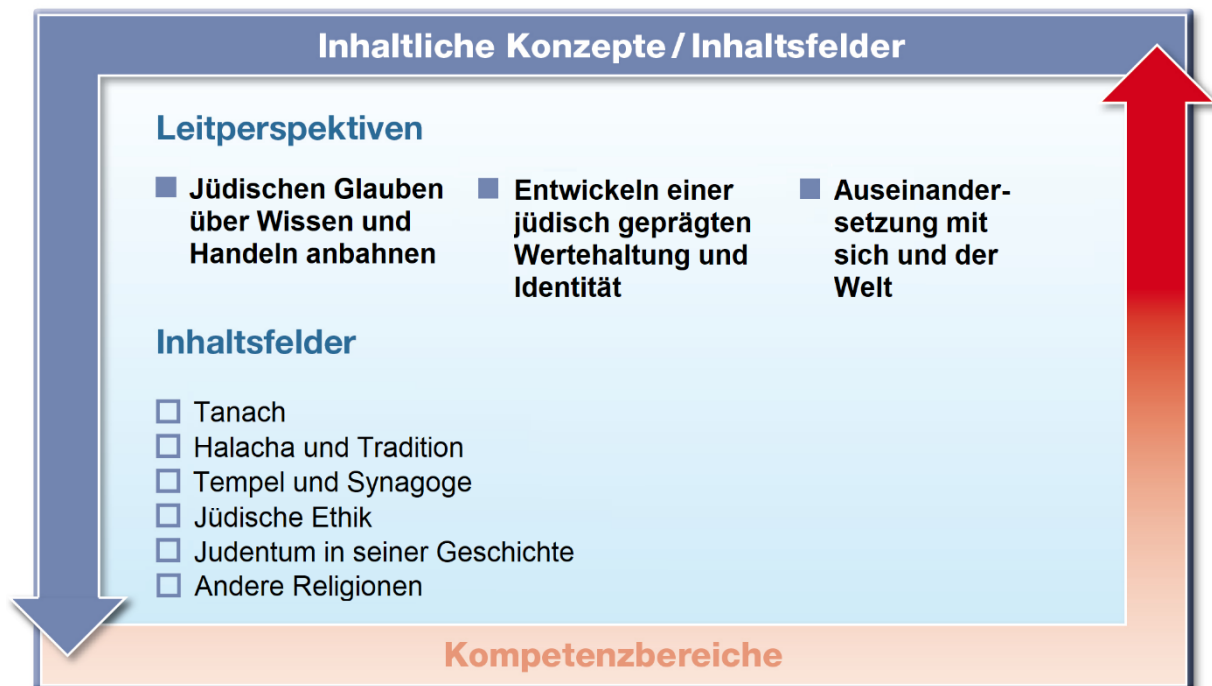 Inhaltliche Konzepte / Inhaltsfelder
Leitperspektiven
Jüdischen Glauben
über Wissen und
Handeln anbahnen
Entwickeln einer
jüdisch geprägten
Wertehaltung und
Identität
Auseinander-
setzung mit
sich und der
Welt
Inhaltsfelder
Tanach
Halacha und Tradition
Tempel und Synagoge
Jüdische Ethik
Judentum in seiner Geschichte
Andere Religionen
Kompetenzbereiche